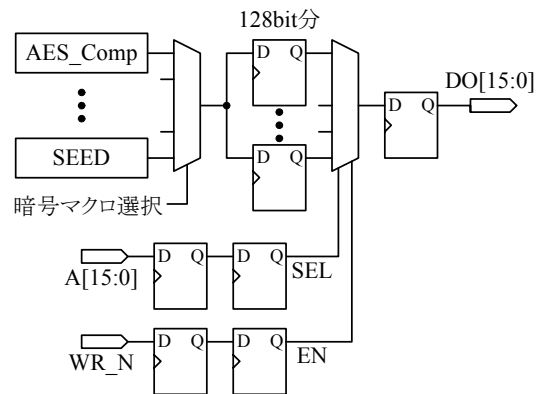 128bit分
AES_Comp
D Q
DO[15:0]
D Q
SEED
D Q
暗号マクロ選択
D Q
D Q
SEL
A[15:0]
D Q
D Q
EN
WR_N